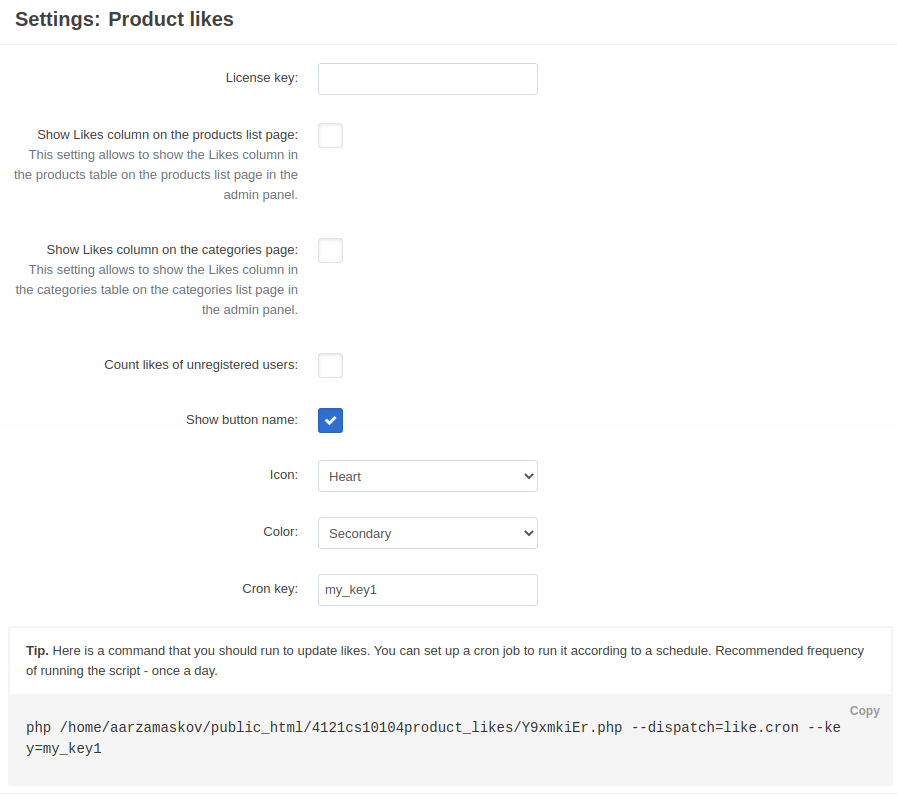 Settings: Product likes
License key:
Show Likes column on the products list page:
This setting allows to show the Likes column in
the products table on the products list page in the
admin panel.
Show Likes column on the categories page:
This setting allows to show the Likes column in
the categories table on the categories list page in
the admin panel.
Count likes of unregistered users:
Show button name:
Icon:
Heart
Color:
Secondary
Cron key:
my_key1
Tip. Here is a command that you should run to update likes. You can set up a cron job to run it according to a schedule. Recommended frequency
of running the script - once a day.
Copy
php /home/aarzamaskov/public_html/4121cs10104product_likes/Y9xmkiEr.php --dispatch=like.cron --ke
y=my_key1